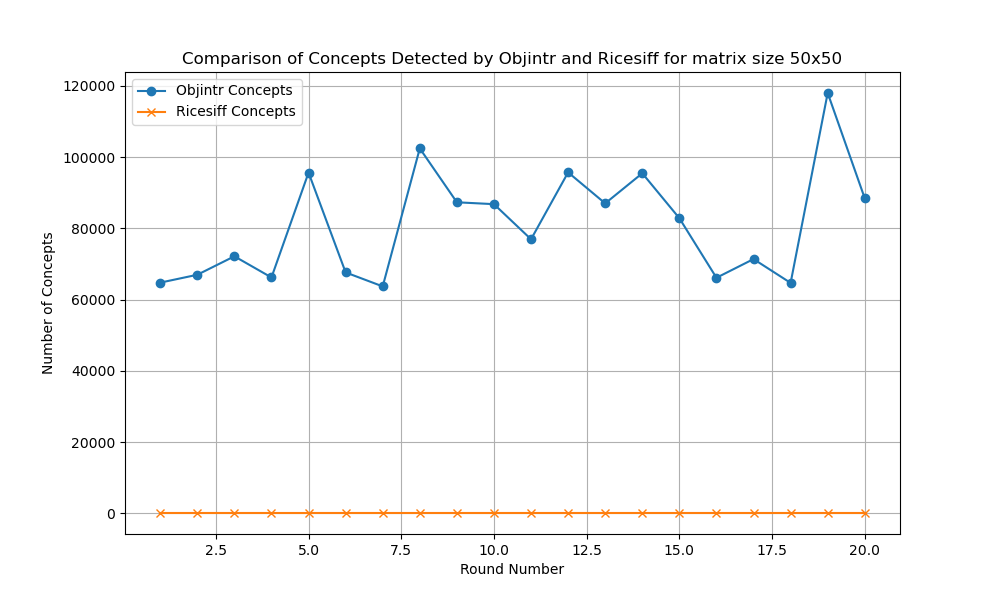 Comparison of Concepts Detected by Objintr and Ricesiff for matrix size 50x50
Objintr Concepts
Ricesiff Concepts
Number of Concepts
120000
100000
80000
60000
40000
20000
0
2.5 5.0 7.5 10.0 12.5 15.0 17.5 20.0
Round Number